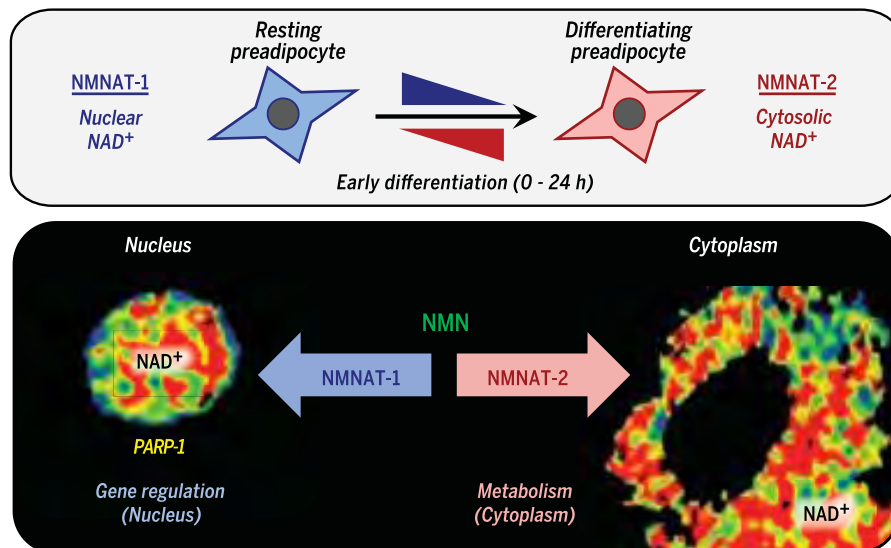 Resting
preadipocyte
Differentiating
preadipocyte
NMNAT-1
Nuclear
NAD+
NMNAT-2
Cytosolic
NAD+
Early differentiation (0 - 24 h)
Nucleus
Cytoplasm
NMN
NAD+
NMNAT-1
NMNAT-2
PARP-1
Gene regulation
(Nucleus)
Metabolism
(Cytoplasm)
NAD+